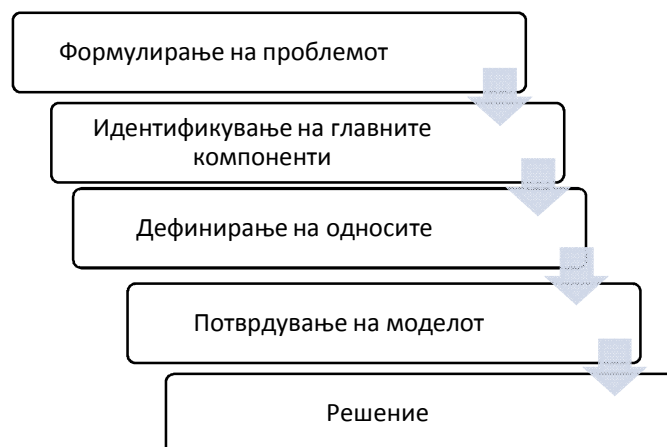 Формулирање на проблемот
Идентификување на главните
компоненти
Дефинирање на односите
Потврдување на моделот
Решение